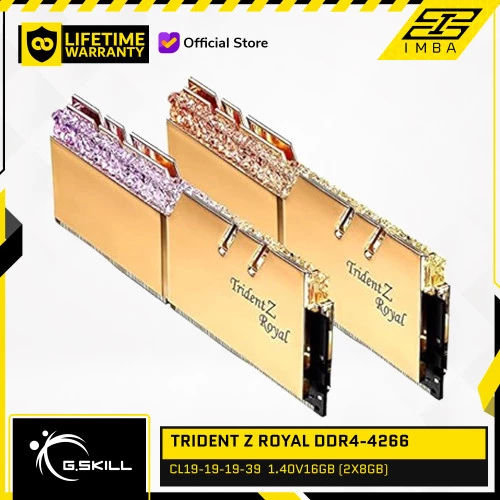 LIFETIME
WARRANTY
Official Store
IMBA
Trident Z
Royal
Trident Z
Royal
G.SKILL
TRIDENT Z ROYAL DDR4-4266
CL19-19-19-39 1.40V16GB (2X8GB)